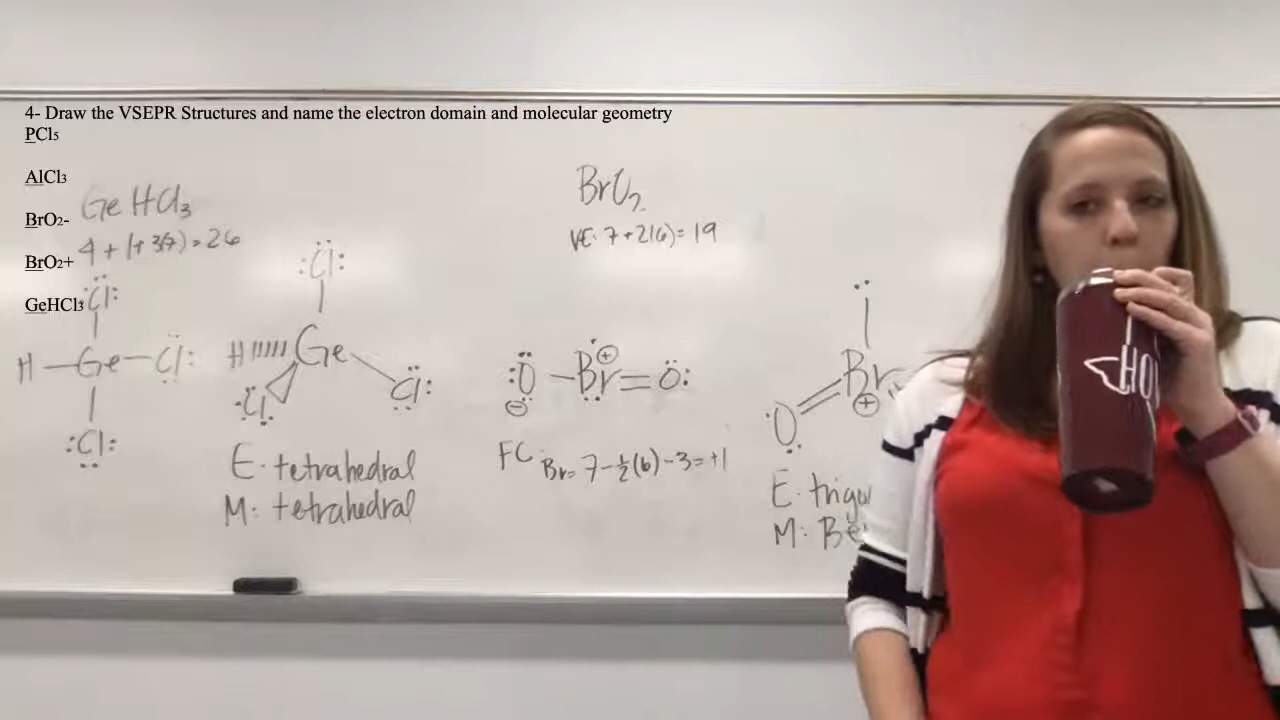 4- Draw the VSEPR Structures and name the electron domain and molecular geometry
PCl5
AlCl3
BrO2-
BrO2+
GeHCl3
GeHCl3
4 + 1 + 3(7) = 26
Cl
H Ge Cl
Cl
Cl
H Ge
Cl Cl
E. tetrahedral
M: tetrahedral
BrO2
VE: 7 + 2(6) = 19
O Br ⊕ O
⊖
FC Br = 7 - ½(6) - 3 = +1
Br
O ⊕
E.
M:
HO